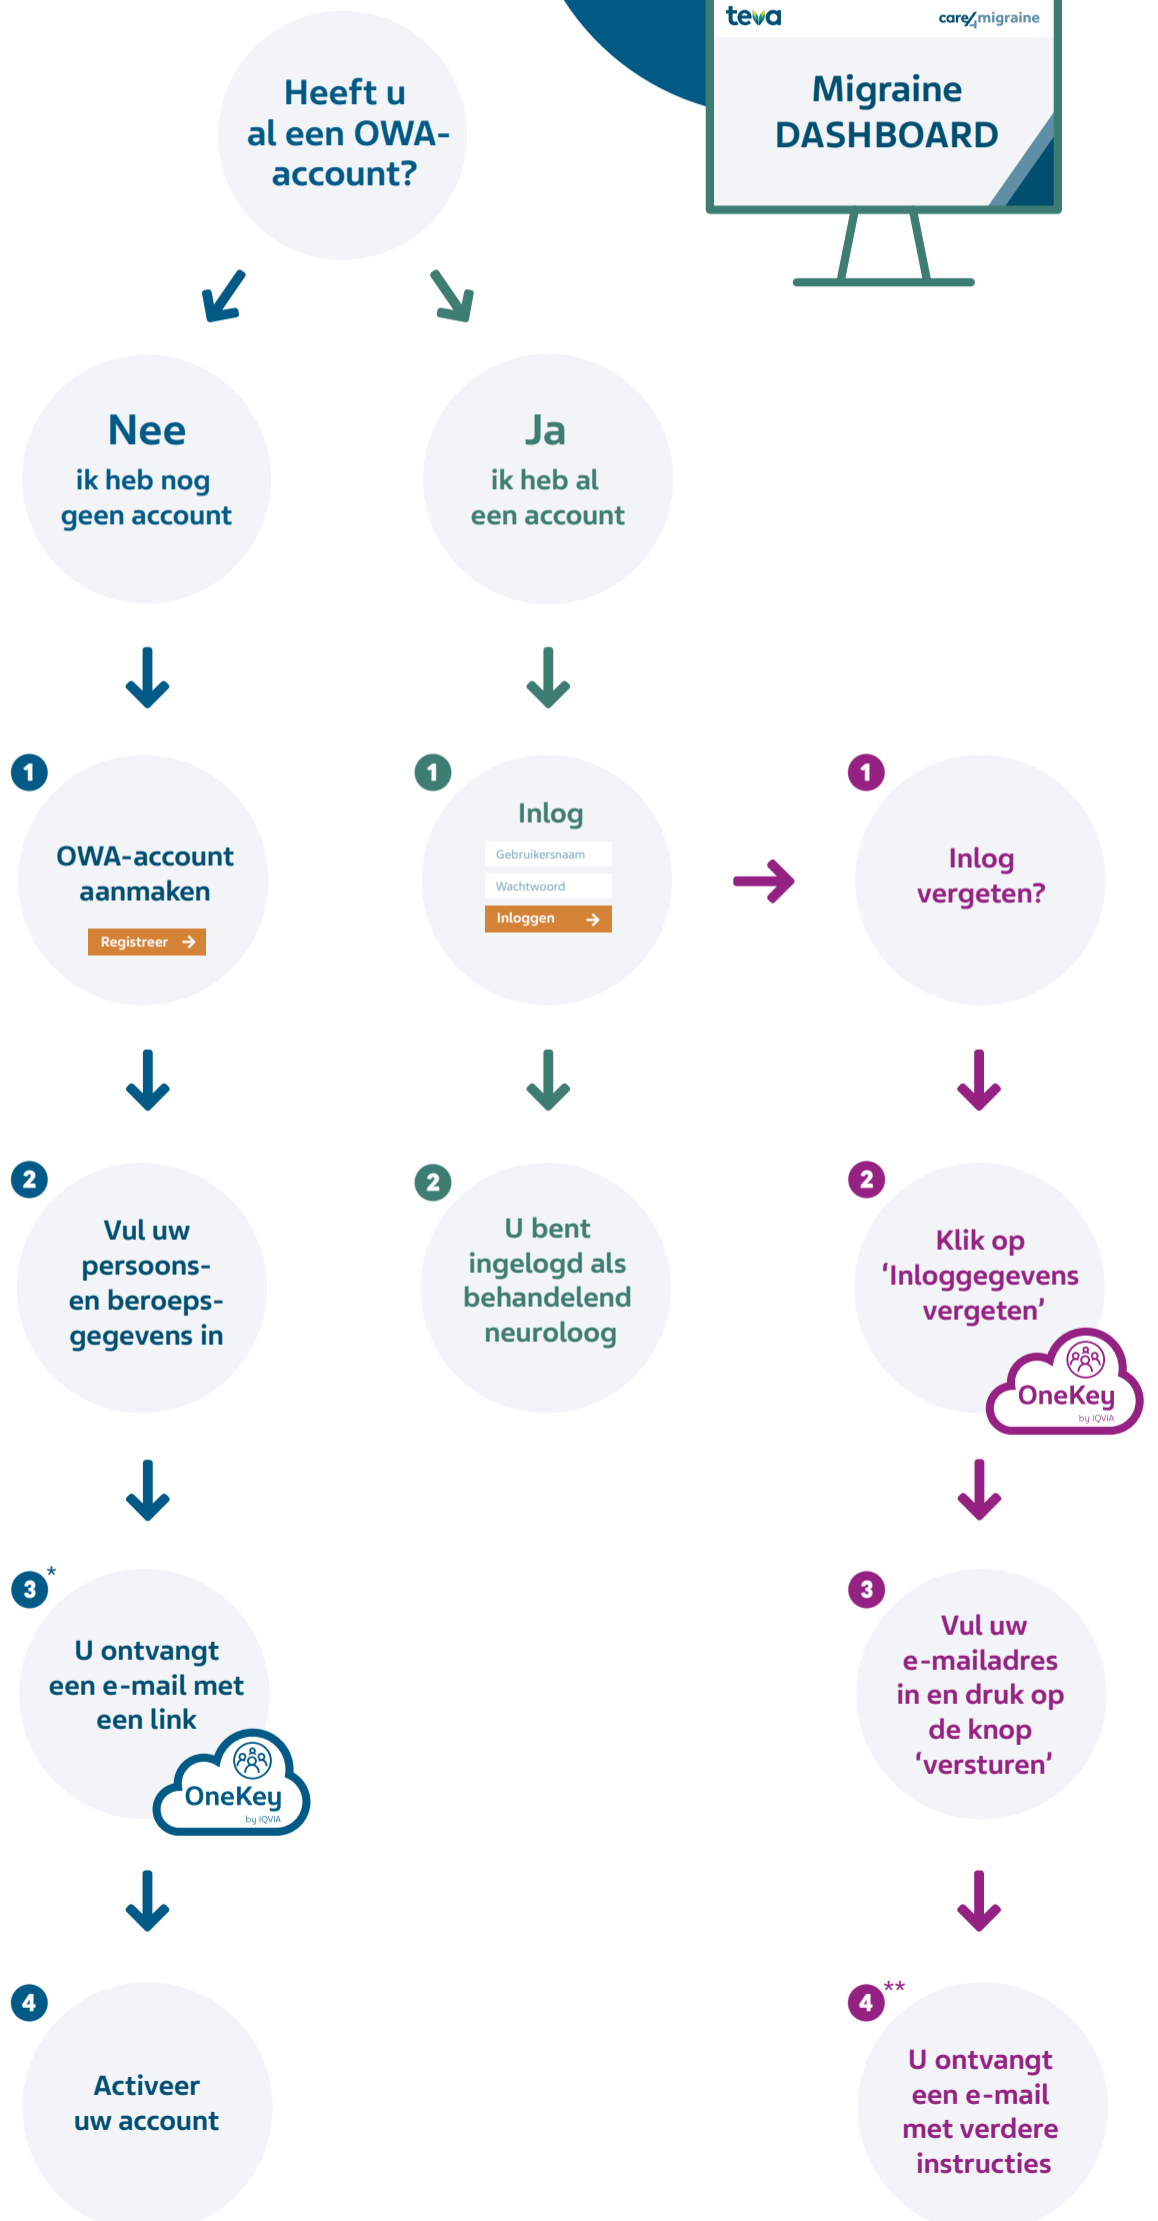 teva
care4migraine
Migraine
DASHBOARD
Heeft u
al een OWA-
account?
Nee
ik heb nog
geen account
Ja
ik heb al
een account
1
OWA-account
aanmaken
Registreer
1
Inlog
Gebruikersnaam
Wachtwoord
Inloggen
1
Inlog
vergeten?
2
Vul uw
persoons-
en beroeps-
gegevens in
2
U bent
ingelogd als
behandelend
neuroloog
2
Klik op
‘Inloggegevens
vergeten’
OneKey
by IQVIA
3*
U ontvangt
een e-mail met
een link
OneKey
by IQVIA
3
Vul uw
e-mailadres
in en druk op
de knop
‘versturen’
4
Activeer
uw account
4**
U ontvangt
een e-mail
met verdere
instructies